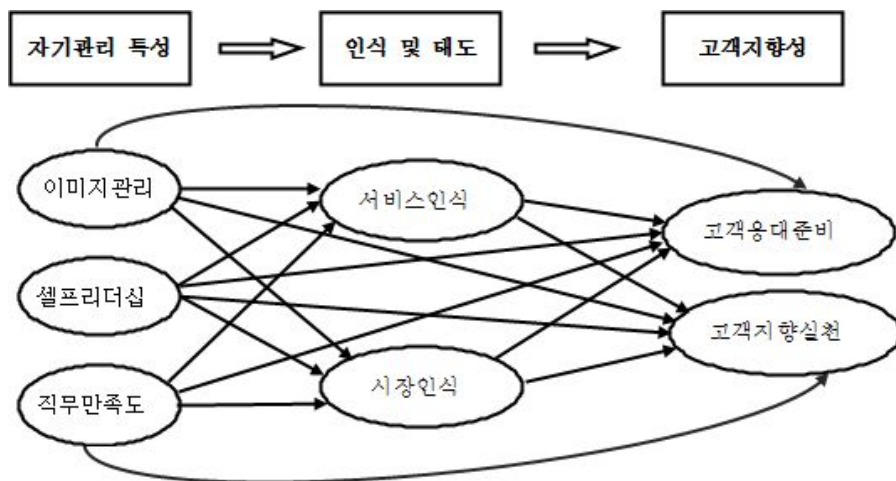 자기관리 특성
인식 및 태도
고객지향성
이미지관리
서비스인식
고객응대준비
셀프리더십
고객지향실천
시장인식
직무만족도